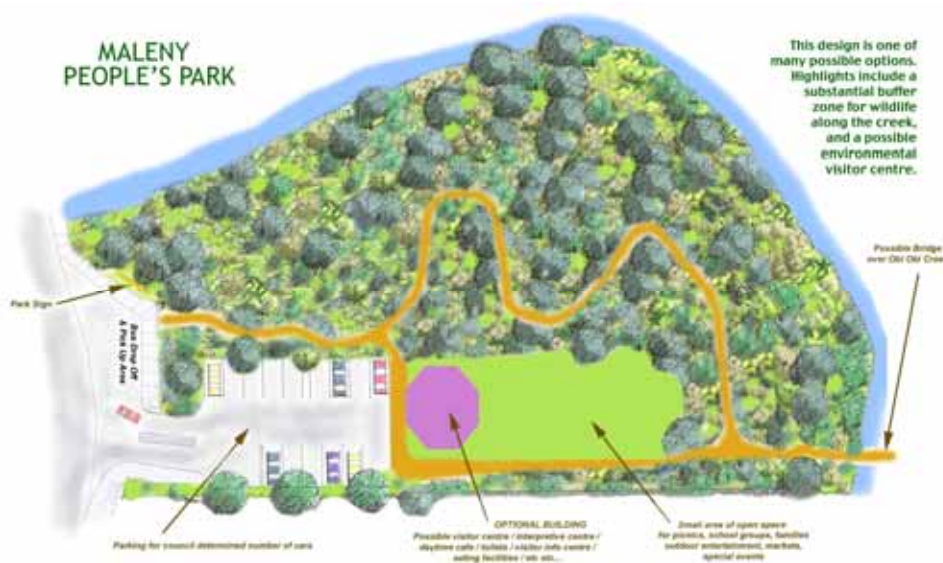 MALENY
PEOPLE'S PARK
This design is one of
many possible options.
Highlights include a
substantial buffer
zone for wildlife
along the creek,
and a possible
environmental
visitor centre.
Possible Bridge
over Obi Obi Cree
Park Sign
Bus Drop Off
& Pick Up Area
Parking for council determined number of cars
OPTIONAL BUILDING
Possible visitor centre / interpretive centre /
daytime cafe / toilets / visitor info centre /
eating facilities / etc etc...
Small area of open space
for picnics, school groups, families
outdoor entertainment, markets,
special events